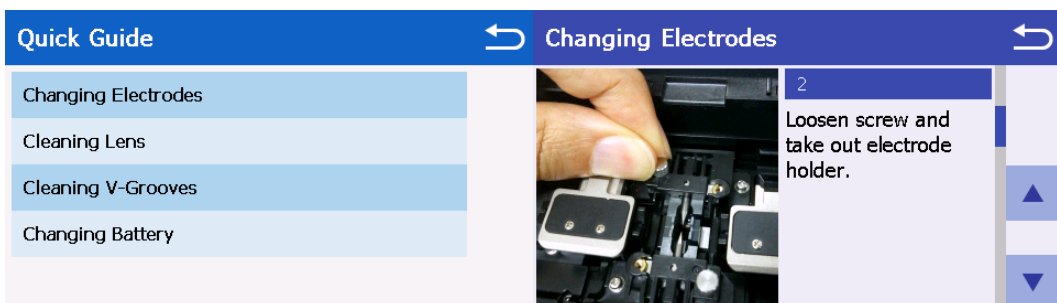 Quick Guide
Changing Electrodes
Cleaning Lens
Cleaning V-Grooves
Changing Battery
Changing Electrodes
2
Loosen screw and
take out electrode
holder.